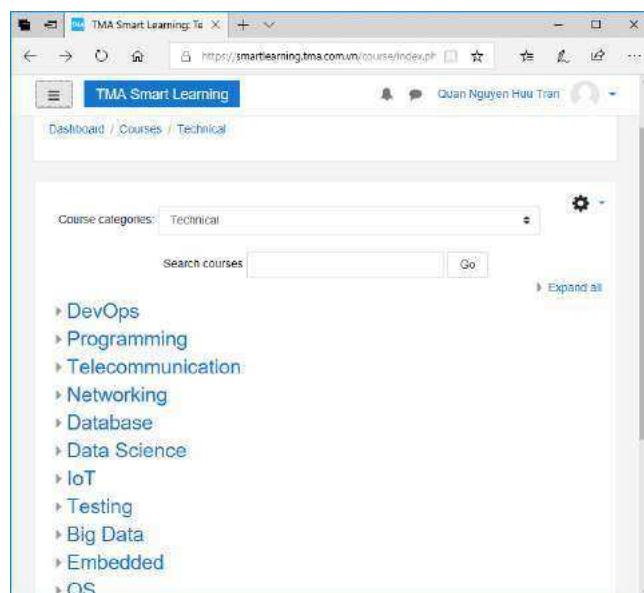 TMA Smart Learning: Te
https://smartlearning.tma.com.vn/course/index.ph
TMA Smart Learning
Quan Nguyen Huu Tran
Dashboard / Courses / Technical
Course categories: Technical
Search courses Go
Expand all
DevOps
Programming
Telecommunication
Networking
Database
Data Science
IoT
Testing
Big Data
Embedded
OS